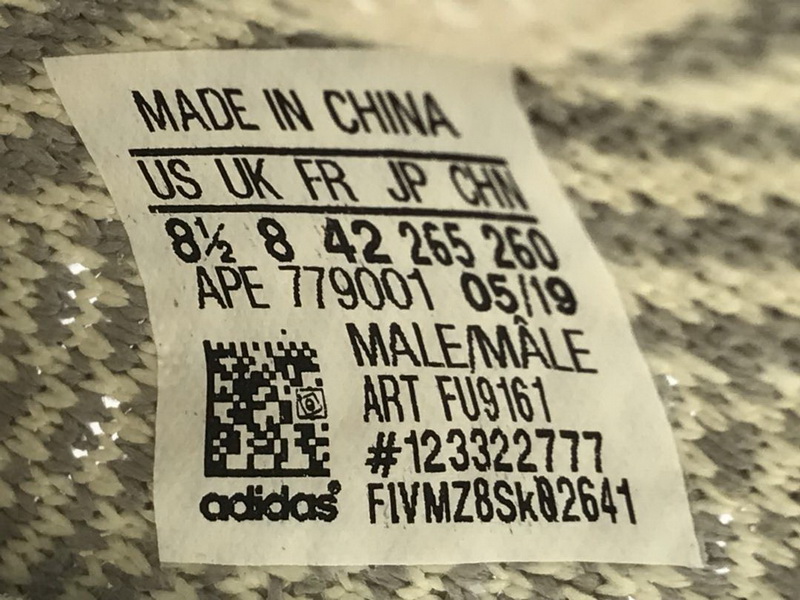 MADE IN CHINA
US UK FR JP CHN
8½ 8 42 265 260
APE 779001 05/19
MALE/MÂLE
ART FU9161
#123322777
adidas® FIVMZ8Sk02641